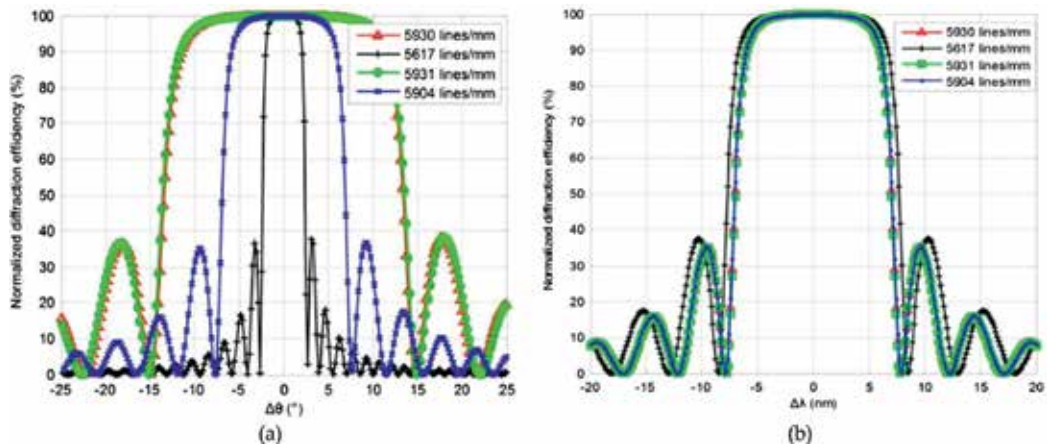 100
90
80
70
60
50
40
30
20
10
0
Normalized diffraction efficiency (%)
5930 lines/mm
5617 lines/mm
5931 lines/mm
5904 lines/mm
-25 -20 -15 -10 -5 0 5 10 15 20 25
Δθ (°)
(a)
100
90
80
70
60
50
40
30
20
10
0
Normalized diffraction efficiency (%)
5930 lines/mm
5617 lines/mm
5931 lines/mm
5904 lines/mm
-20 -15 -10 -5 0 5 10 15 20
Δλ (nm)
(b)